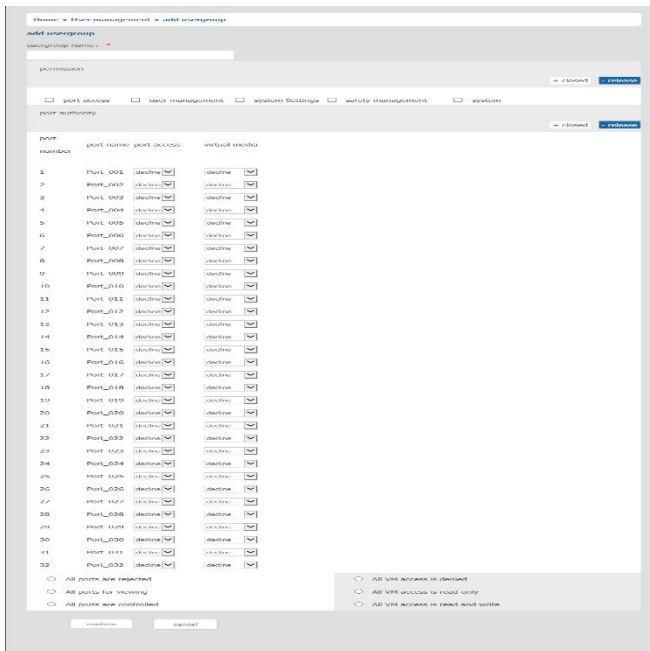 Home > User management > add usergroup
add usergroup
usergroup name: *
permission
+ closed - release
port access user management system Settings safety management system
port authority
+ closed - release
port number port name port access virtual media
1 Port_001 decline decline
2 Port_002 decline decline
3 Port_003 decline decline
4 Port_004 decline decline
5 Port_005 decline decline
6 Port_006 decline decline
7 Port_007 decline decline
8 Port_008 decline decline
9 Port_009 decline decline
10 Port_010 decline decline
11 Port_011 decline decline
12 Port_012 decline decline
13 Port_013 decline decline
14 Port_014 decline decline
15 Port_015 decline decline
16 Port_016 decline decline
17 Port_017 decline decline
18 Port_018 decline decline
19 Port_019 decline decline
20 Port_020 decline decline
21 Port_021 decline decline
22 Port_022 decline decline
23 Port_023 decline decline
24 Port_024 decline decline
25 Port_025 decline decline
26 Port_026 decline decline
27 Port_027 decline decline
28 Port_028 decline decline
29 Port_029 decline decline
30 Port_030 decline decline
31 Port_031 decline decline
32 Port_032 decline decline
All ports are rejected All VM access is denied
All ports for viewing All VM access is read only
All ports are controlled All VM access is read and write
confirm cancel